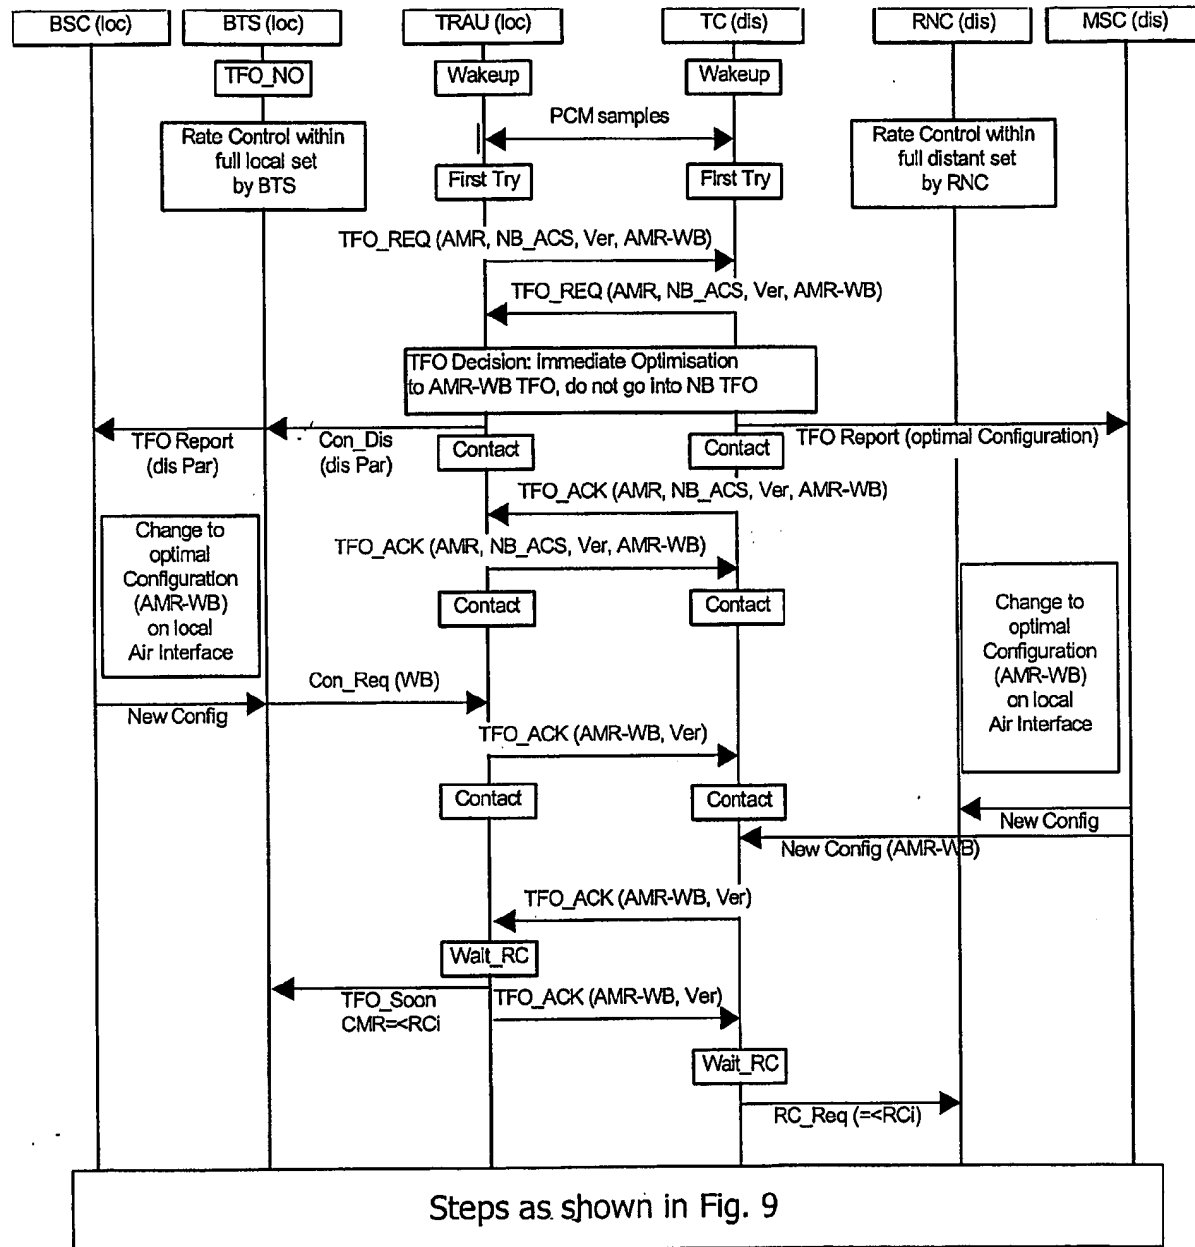 BSC (loc)
BTS (loc)
TRAU (loc)
TC (dis)
RNC (dis)
MSC (dis)
TFO_NO
Wakeup
Wakeup
PCM samples
Rate Control within
full local set
by BTS
Rate Control within
full distant set
by RNC
First Try
First Try
TFO_REQ (AMR, NB_ACS, Ver, AMR-WB)
TFO_REQ (AMR, NB_ACS, Ver, AMR-WB)
TFO Decision: Immediate Optimisation
to AMR-WB TFO, do not go into NB TFO
TFO Report
(dis Par)
Con_Dis
(dis Par)
Contact
Contact
TFO Report (optimal Configuration)
TFO_ACK (AMR, NB_ACS, Ver, AMR-WB)
Change to
optimal
Configuration
(AMR-WB)
on local
Air Interface
TFO_ACK (AMR, NB_ACS, Ver, AMR-WB)
Contact
Contact
Change to
optimal
Configuration
(AMR-WB)
on local
Air Interface
Con_Req (WB)
New Config
TFO_ACK (AMR-WB, Ver)
Contact
Contact
New Config
New Config (AMR-WB)
TFO_ACK (AMR-WB, Ver)
Wait_RC
TFO_Soon
CMR=<RCi
TFO_ACK (AMR-WB, Ver)
Wait_RC
RC_Req (=<RCi)
Steps as shown in Fig. 9